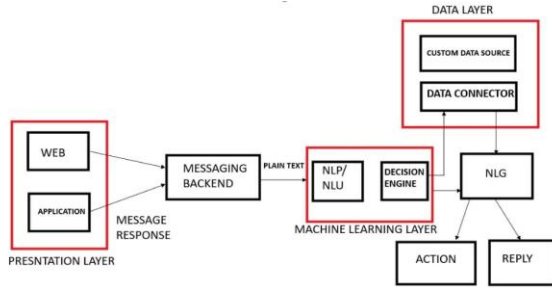 DATA LAYER
CUSTOM DATA SOURCE
DATA CONNECTOR
WEB
APPLICATION
MESSAGE
RESPONSE
PRESNTATION LAYER
MESSAGING
BACKEND
PLAIN TEXT
NLP/
NLU
DECISION
ENGINE
MACHINE LEARNING LAYER
NLG
ACTION
REPLY